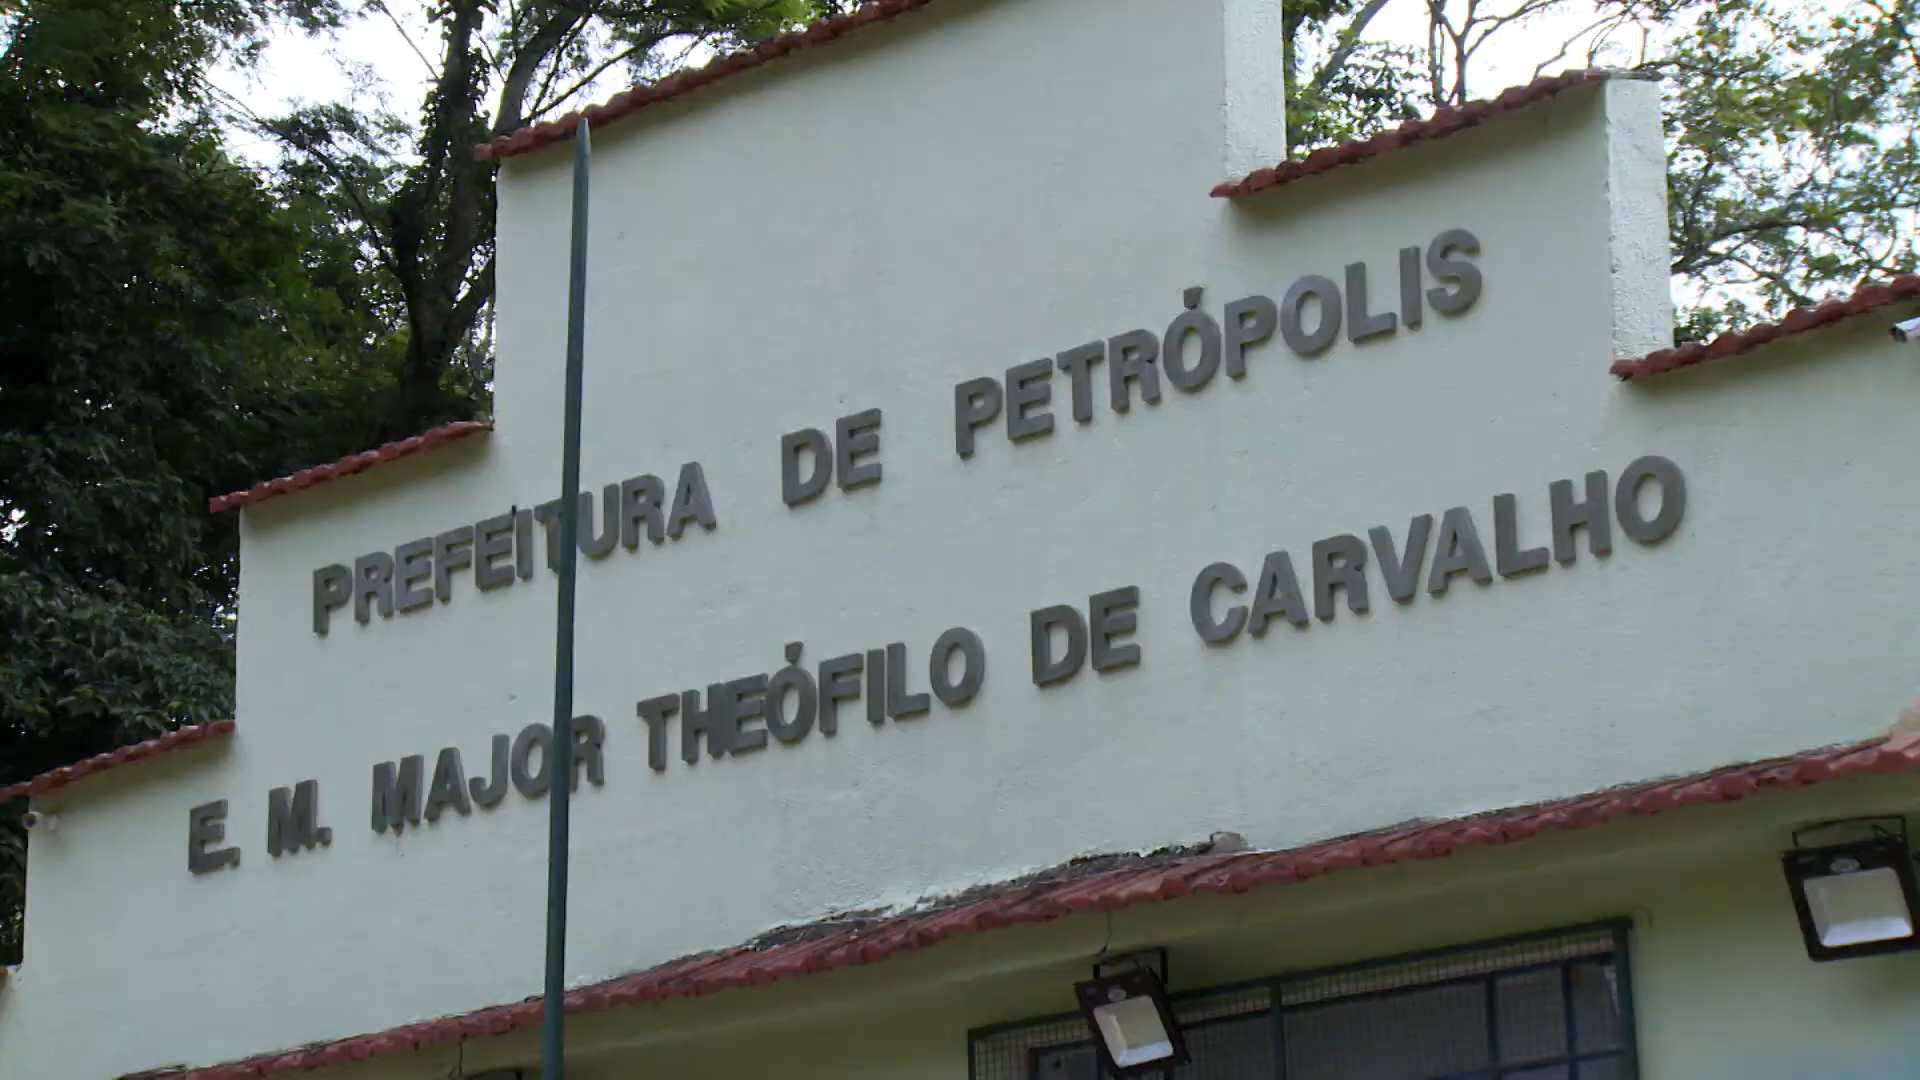 PREFEITURA DE PETRÓPOLIS
E. M. MAJOR THEÓFILO DE CARVALHO